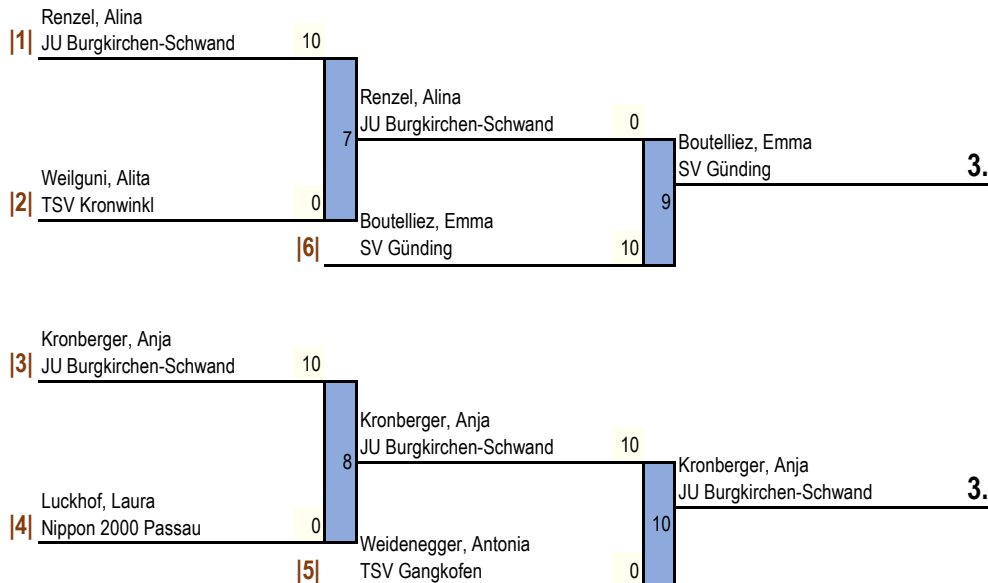 Renzel, Alina
|1| JU Burgkirchen-Schwand 10
Renzel, Alina
7 JU Burgkirchen-Schwand 0
Boutelliez, Emma
SV Günding 3.
Weilguni, Alita
|2| TSV Kronwinkl 0
9
Boutelliez, Emma
|6| SV Günding 10
Kronberger, Anja
|3| JU Burgkirchen-Schwand 10
Kronberger, Anja
8 JU Burgkirchen-Schwand 10
Kronberger, Anja
JU Burgkirchen-Schwand 3.
Luckhof, Laura
|4| Nippon 2000 Passau 0
10
Weidenegger, Antonia
|5| TSV Gangkofen 0